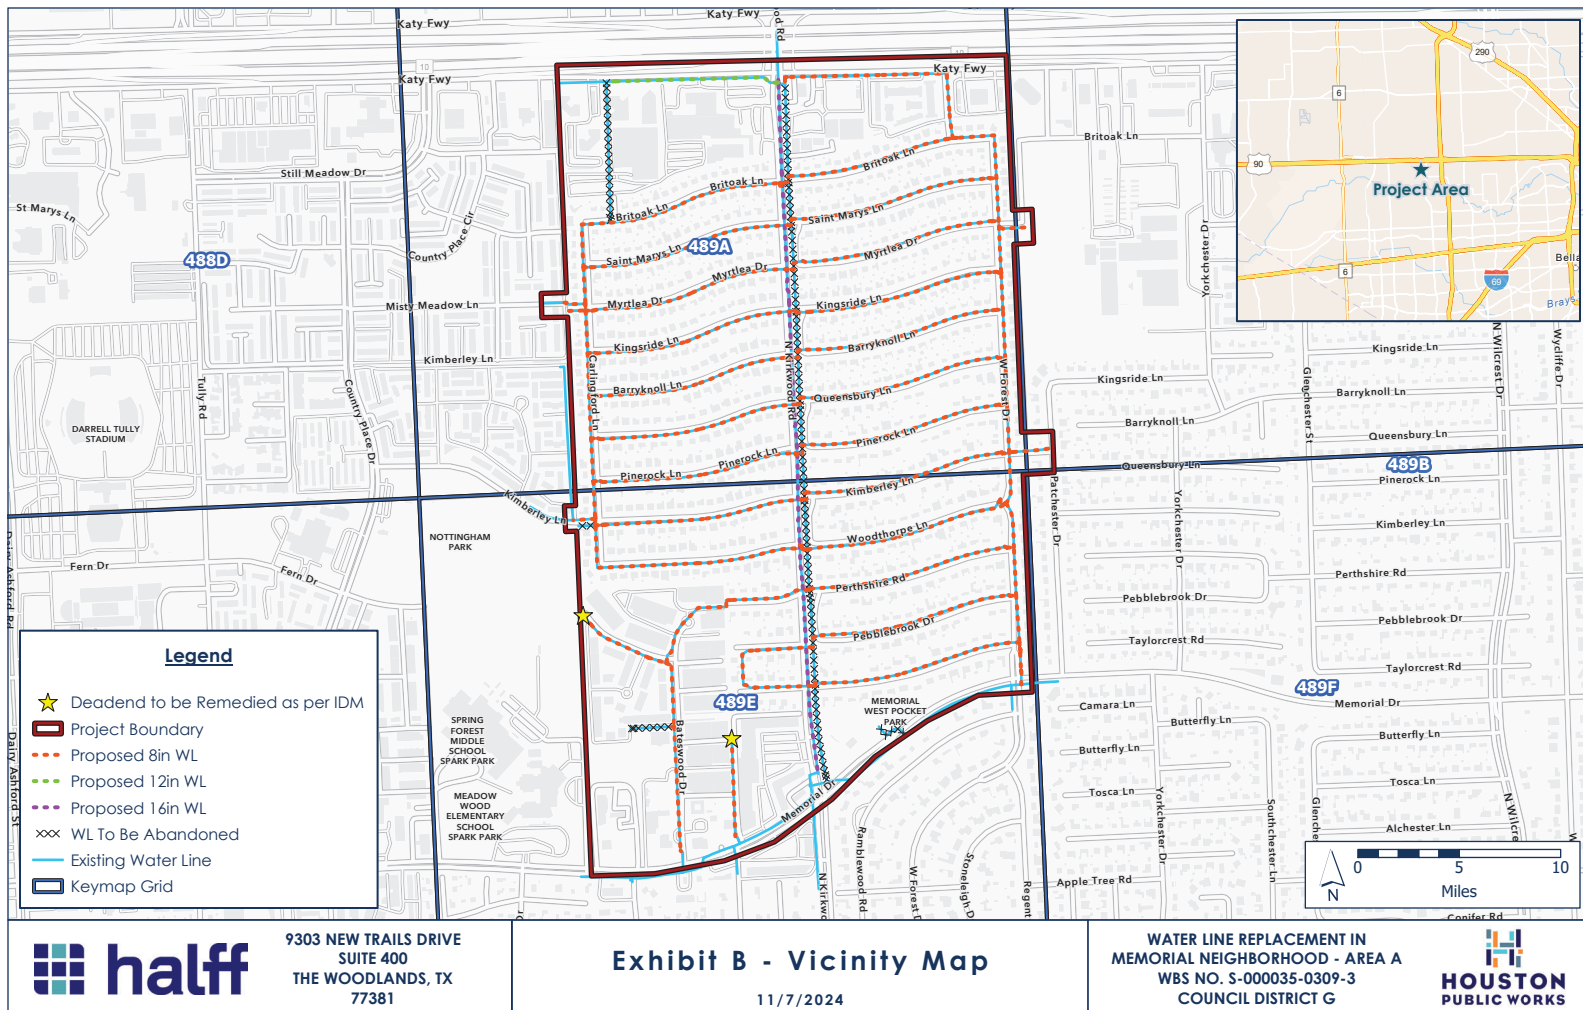 Katy Fwy
Katy Fwy
10
10
Katy Fwy
Katy Fwy
290
6
90
Project Area
6
69
Bella
Brays
Britoak Ln
Britoak Ln
Britoak Ln
Britoak Ln
Still Meadow Dr
St Marys Ln
Country Place Cir
Country Place Dr
488D
489A
Saint Marys Ln
Saint Marys Ln
Myrtlea Dr
Myrtlea Dr
Myrtlea Dr
Misty Meadow Ln
Kimberley Ln
Kingsride Ln
Kingsride Ln
Kingsride Ln
Kingsride Ln
Barryknoll Ln
Barryknoll Ln
Barryknoll Ln
Barryknoll Ln
Carlingford Ln
N Kirkwood Rd
W Forest Dr
Queensbury Ln
Queensbury Ln
Queensbury Ln
Pinerock Ln
Pinerock Ln
Pinerock Ln
Pinerock Ln
Yorkchester Dr
Glenchester St
N Wilcrest Dr
Wycliffe Dr
Tully Rd
DARRELL TULLY
STADIUM
489B
Kimberley Ln
Kimberley Ln
Kimberley Ln
Woodthorpe Ln
Patchester Dr
Yorkchester Dr
NOTTINGHAM
PARK
Fern Dr
Fern Dr
Dairy Ashford Rd
Perthshire Rd
Perthshire Rd
Pebblebrook Dr
Pebblebrook Dr
Pebblebrook Dr
Taylorcrest Rd
Taylorcrest Rd
489E
489F
MEMORIAL
WEST POCKET
PARK
Memorial Dr
Memorial Dr
Camara Ln
Butterfly Ln
Butterfly Ln
Butterfly Ln
Tosca Ln
Tosca Ln
Alchester Ln
Apple Tree Rd
Conifer Rd
Yorkchester Dr
Southchester Ln
Glenches
N Wilcre
Bateswood Dr
N Kirkwo
Ramblewood Rd
W Forest D
Stoneleigh D
Regent
Dairy Ashford St
SPRING
FOREST
MIDDLE
SCHOOL
SPARK PARK
MEADOW
WOOD
ELEMENTARY
SCHOOL
SPARK PARK
Legend
Deadend to be Remedied as per IDM
Project Boundary
Proposed 8in WL
Proposed 12in WL
Proposed 16in WL
WL To Be Abandoned
Existing Water Line
Keymap Grid
N
0 5 10
Miles
halff
9303 NEW TRAILS DRIVE
SUITE 400
THE WOODLANDS, TX
77381
Exhibit B - Vicinity Map
11/7/2024
WATER LINE REPLACEMENT IN
MEMORIAL NEIGHBORHOOD - AREA A
WBS NO. S-000035-0309-3
COUNCIL DISTRICT G
HOUSTON
PUBLIC WORKS